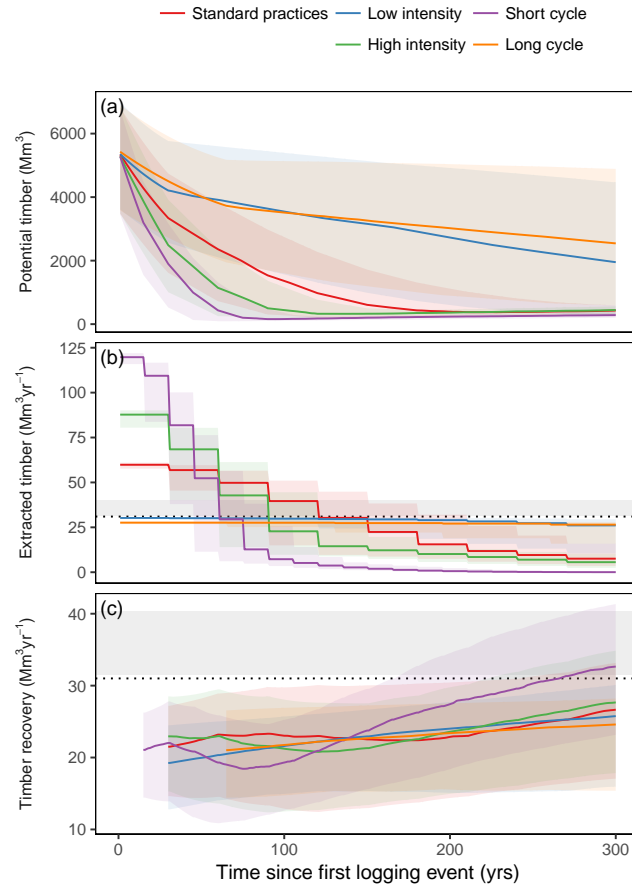 Standard practices Low intensity Short cycle
High intensity Long cycle
(a)
Potential timber (Mm³)
6000
4000
2000
0
(b)
Extracted timber (Mm³yr⁻¹)
125
100
75
50
25
0
(c)
Timber recovery (Mm³yr⁻¹)
40
30
20
10
0 100 200 300
Time since first logging event (yrs)